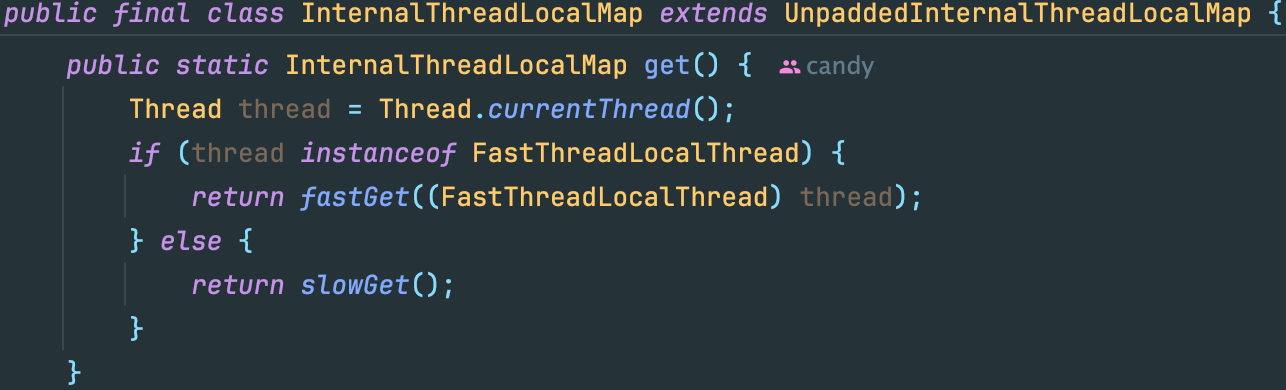 public final class InternalThreadLocalMap extends UnpaddedInternalThreadLocalMap {
public static InternalThreadLocalMap get() { candy
Thread thread = Thread.currentThread();
if (thread instanceof FastThreadLocalThread) {
return fastGet((FastThreadLocalThread) thread);
} else {
return slowGet();
}
}